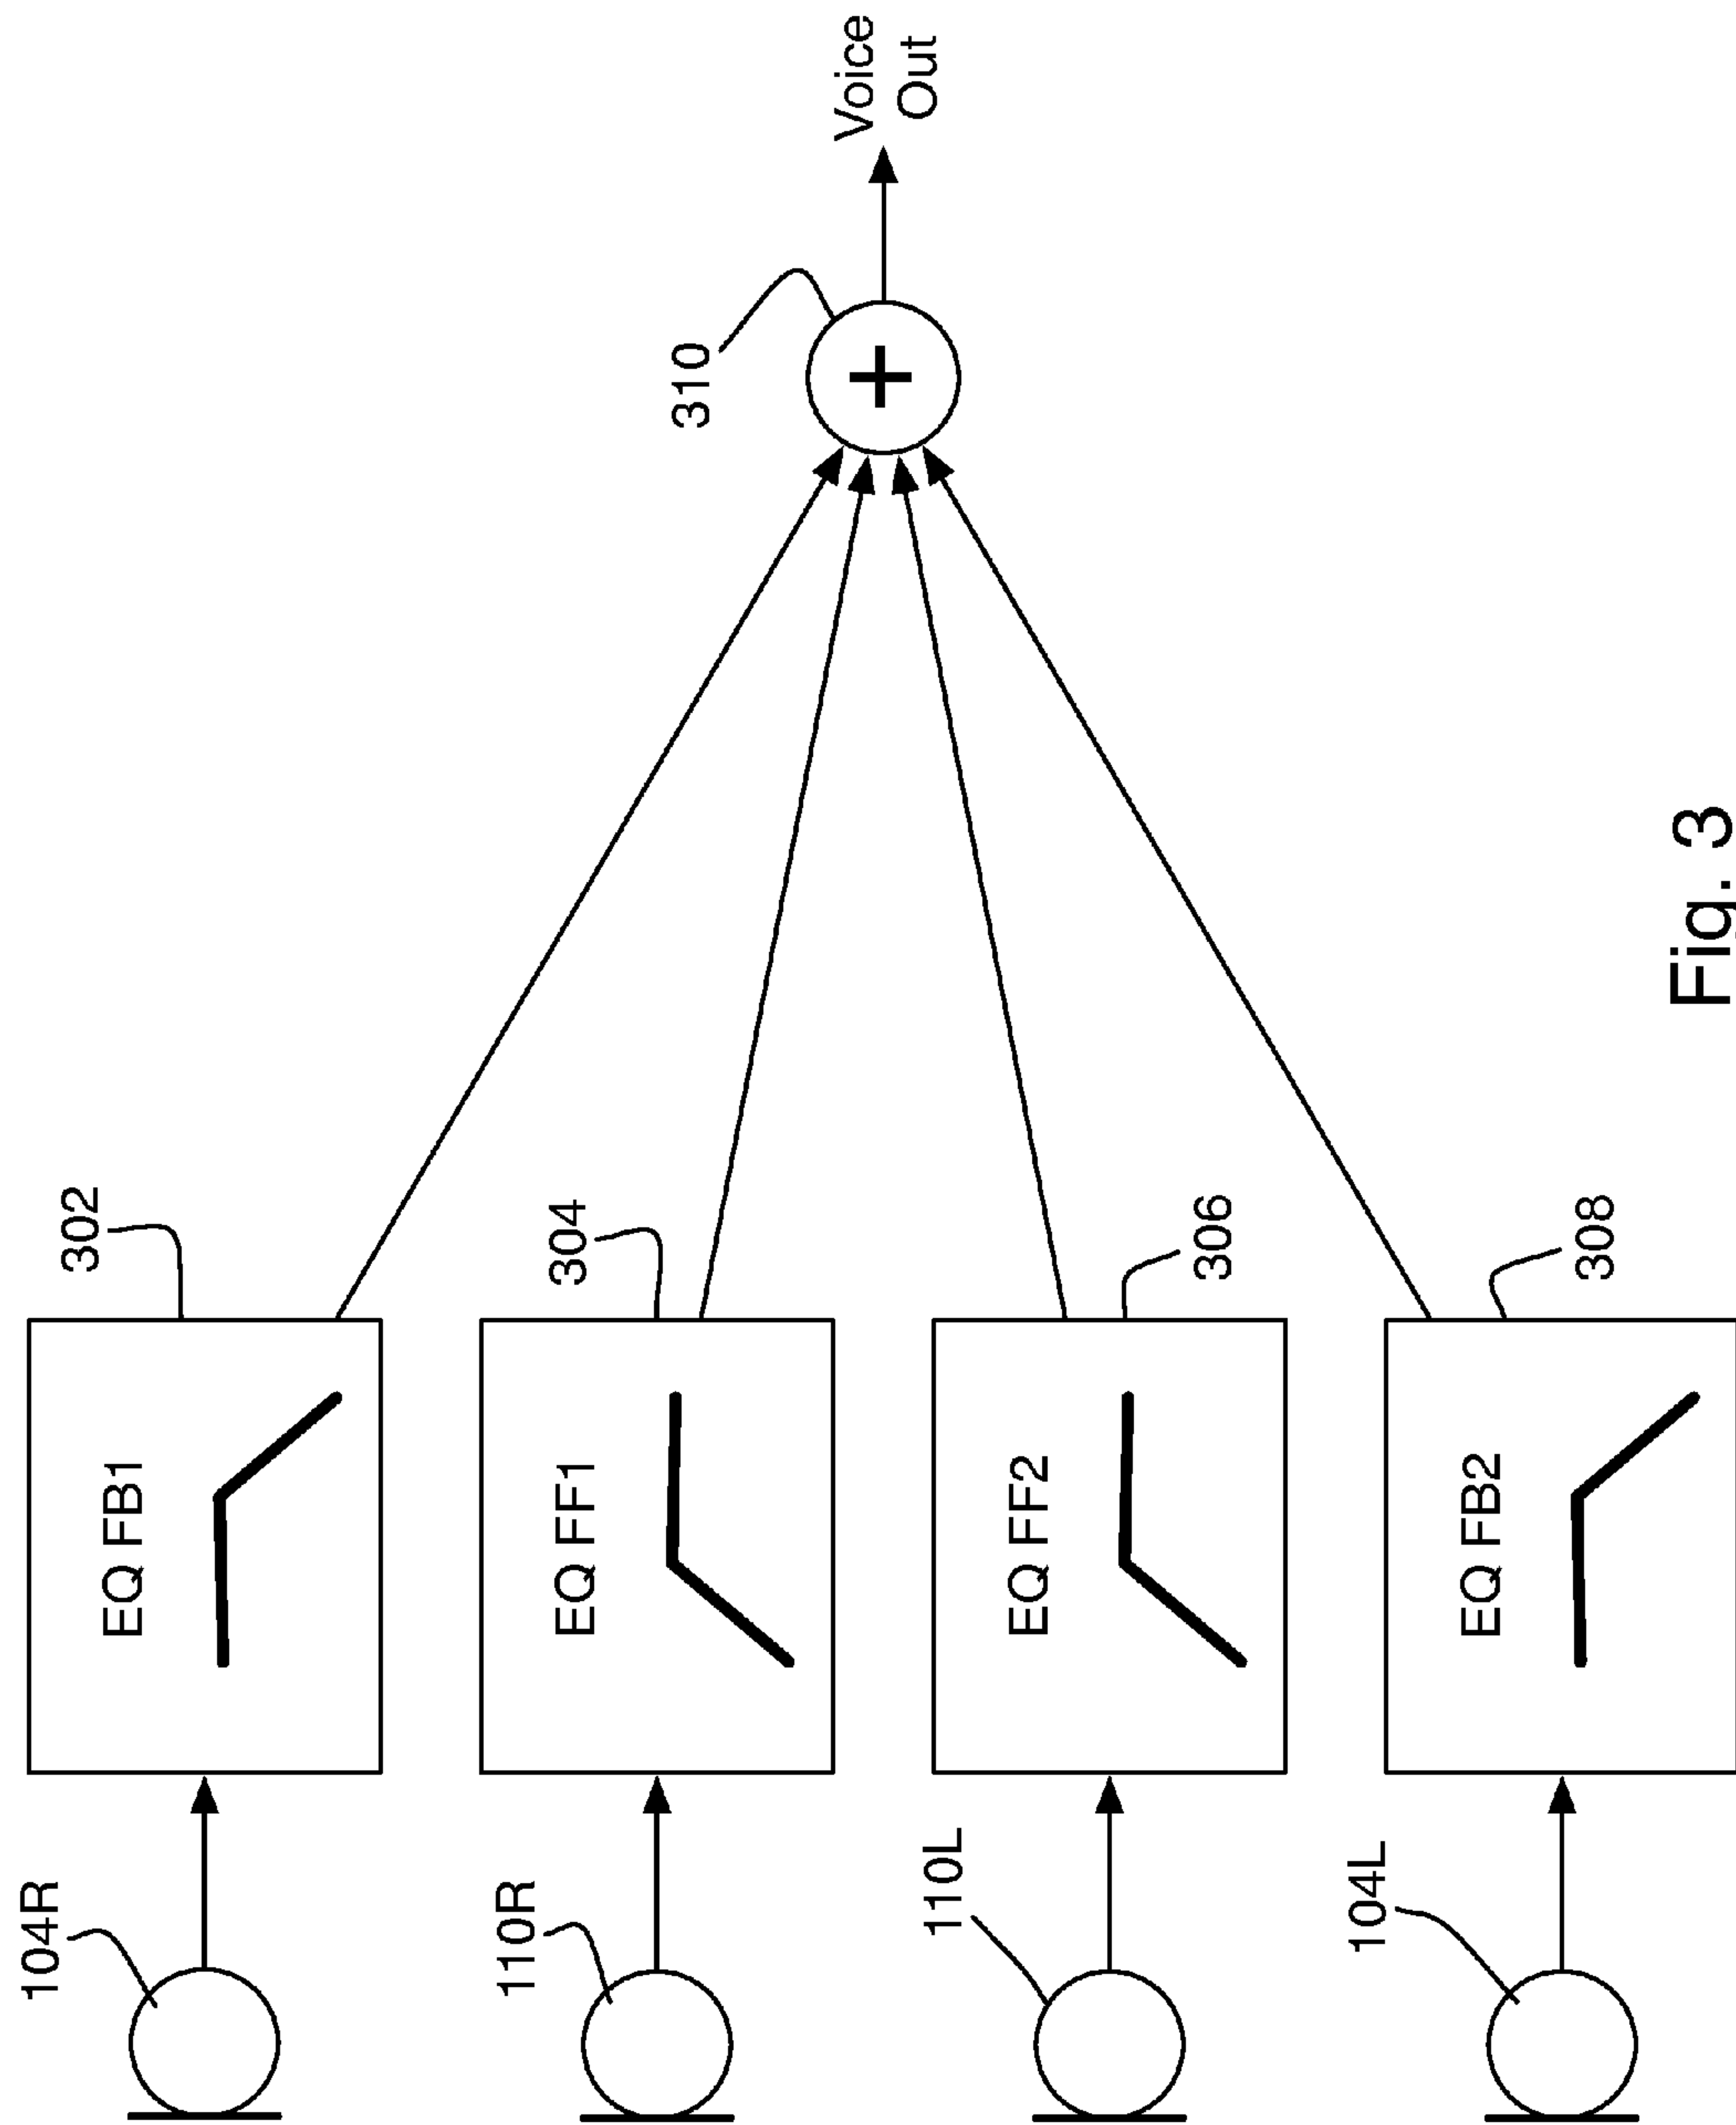 104R
EQ FB1
302
110R
EQ FF1
304
310
Voice
Out
110L
EQ FF2
306
104L
EQ FB2
308
Fig. 3